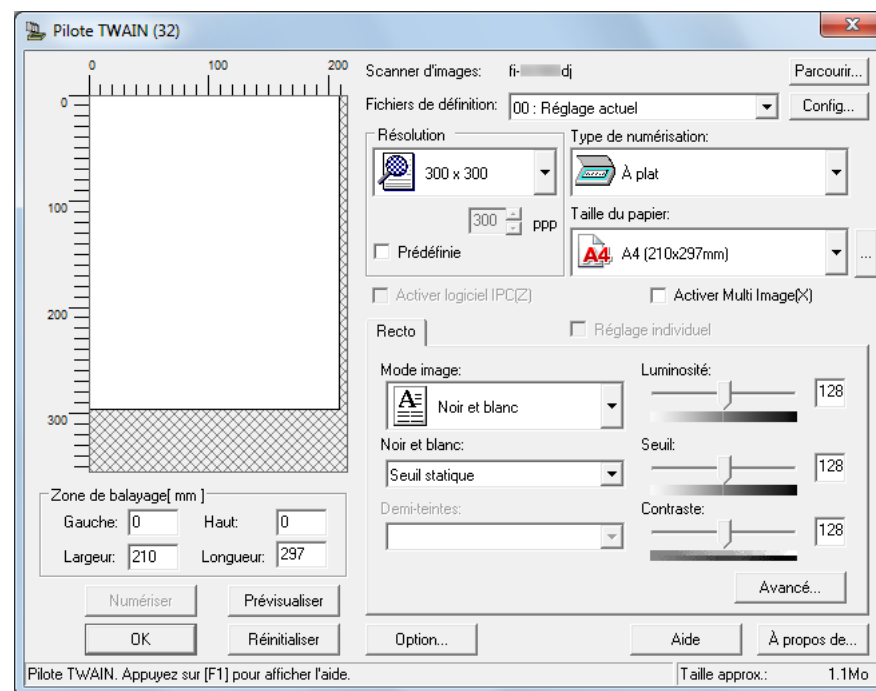 Pilote TWAIN (32)
0 100 200
0
100
200
300
Scanner d'images: fi- dj Parcourir...
Fichiers de définition: 00 : Réglage actuel Config...
Résolution
300 x 300
300 ppp
Prédéfinie
Type de numérisation:
À plat
Taille du papier:
A4 A4 (210x297mm) ...
Activer logiciel IPC(Z) Activer Multi Image(X)
Recto Réglage individuel
Mode image:
A Noir et blanc
Noir et blanc:
Seuil statique
Demi-teintes:
Luminosité:
128
Seuil:
128
Contraste:
128
Avancé...
Zone de balayage[ mm ]
Gauche: 0 Haut: 0
Largeur: 210 Longueur: 297
Numériser Prévisualiser
OK Réinitialiser Option... Aide À propos de...
Pilote TWAIN. Appuyez sur [F1] pour afficher l'aide. Taille approx.: 1.1Mo